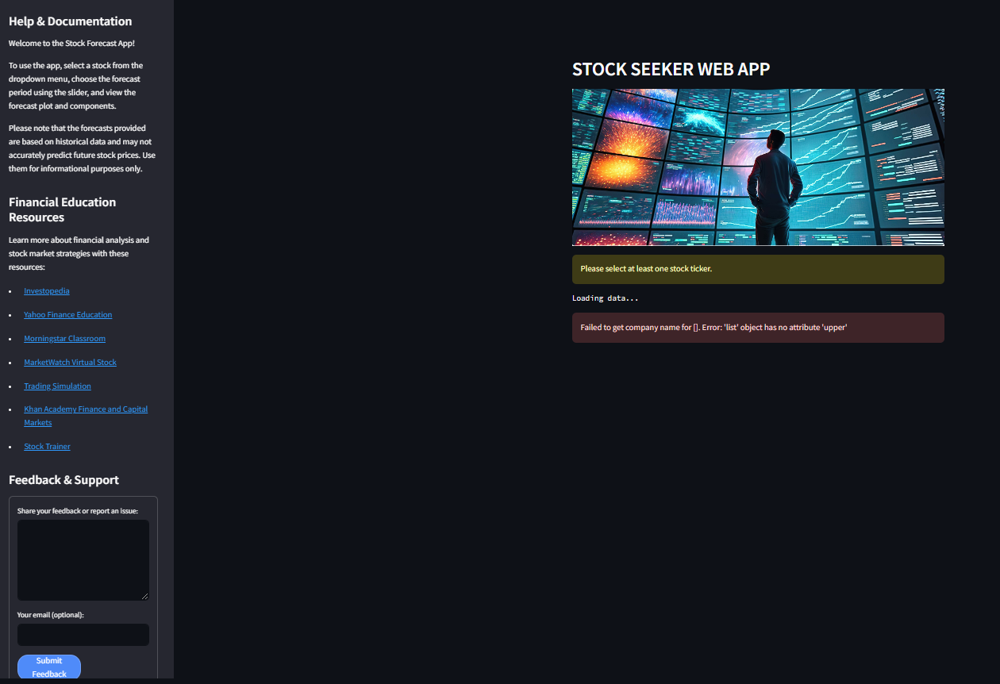 Help & Documentation
Welcome to the Stock Forecast App!
To use the app, select a stock from the
dropdown menu, choose the forecast
period using the slider, and view the
forecast plot and components.
Please note that the forecasts provided
are based on historical data and may not
accurately predict future stock prices. Use
them for informational purposes only.
Financial Education
Resources
Learn more about financial analysis and
stock market strategies with these
resources:
Investopedia
Yahoo Finance Education
Morningstar Classroom
MarketWatch Virtual Stock
Trading Simulation
Khan Academy Finance and Capital
Markets
Stock Trainer
Feedback & Support
Share your feedback or report an issue:
Your email (optional):
Submit
Feedback
STOCK SEEKER WEB APP
Please select at least one stock ticker.
Loading data...
Failed to get company name for []. Error: 'list' object has no attribute 'upper'